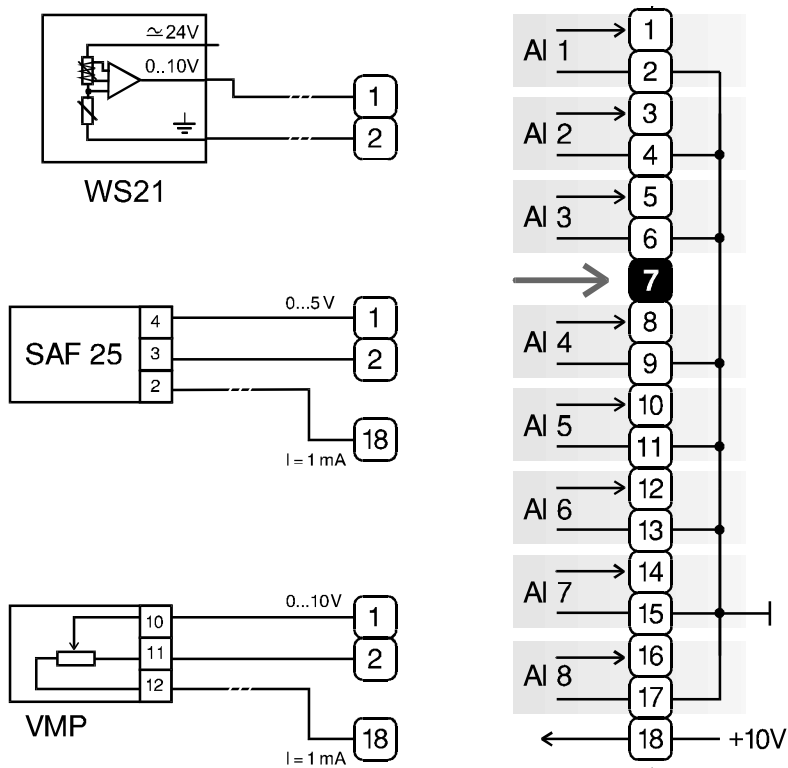 ≃24V
0..10V
1
2
WS21
0...5V
4
1
SAF 25
3
2
2
18
I = 1 mA
0...10V
10
1
11
2
12
VMP
18
I = 1 mA
AI 1
1
2
AI 2
3
4
AI 3
5
6
7
AI 4
8
9
AI 5
10
11
AI 6
12
13
AI 7
14
15
AI 8
16
17
18
+10V